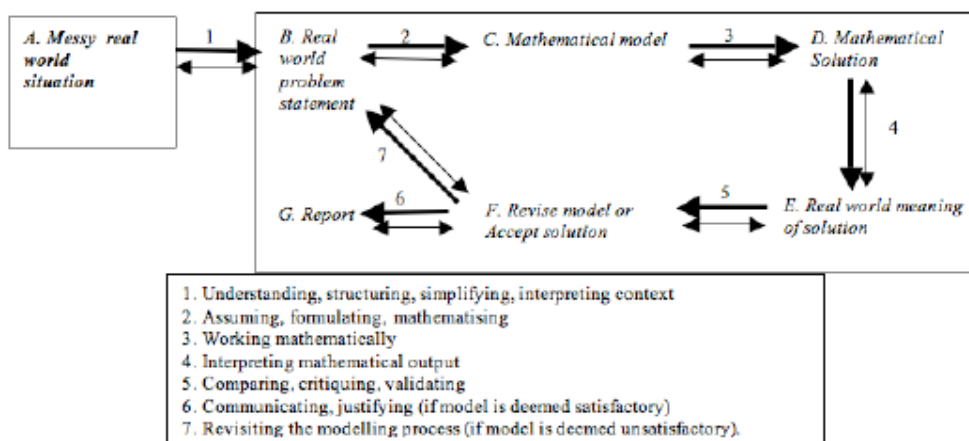 A. Messy real
world
situation
1
B. Real
world
problem
statement
2
C. Mathematical model
3
D. Mathematical
Solution
4
7
6
5
G. Report
F. Revise model or
Accept solution
E. Real world meaning
of solution
1. Understanding, structuring, simplifying, interpreting context
2. Assuming, formulating, mathematising
3. Working mathematically
4. Interpreting mathematical output
5. Comparing, critiquing, validating
6. Communicating, justifying (if model is deemed satisfactory)
7. Revisiting the modelling process (if model is deemed unsatisfactory).